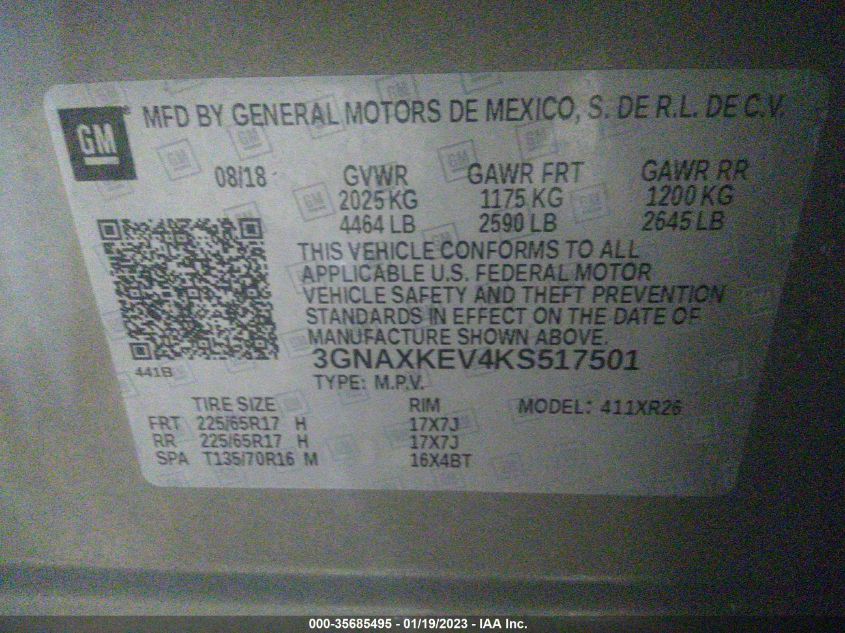 GM
MFD BY GENERAL MOTORS DE MEXICO, S. DE R.L. DE C.V.
08/18 GVWR GAWR FRT GAWR RR
2025 KG 1175 KG 1200 KG
4464 LB 2590 LB 2645 LB
THIS VEHICLE CONFORMS TO ALL
APPLICABLE U.S. FEDERAL MOTOR
VEHICLE SAFETY AND THEFT PREVENTION
STANDARDS IN EFFECT ON THE DATE OF
MANUFACTURE SHOWN ABOVE.
3GNAXKEV4KS517501
441B
TYPE: M.P.V.
TIRE SIZE RIM MODEL: 411XR26
FRT 225/65R17 H 17X7J
RR 225/65R17 H 17X7J
SPA T135/70R16 M 16X4BT
000-35685495 - 01/19/2023 - IAA Inc.